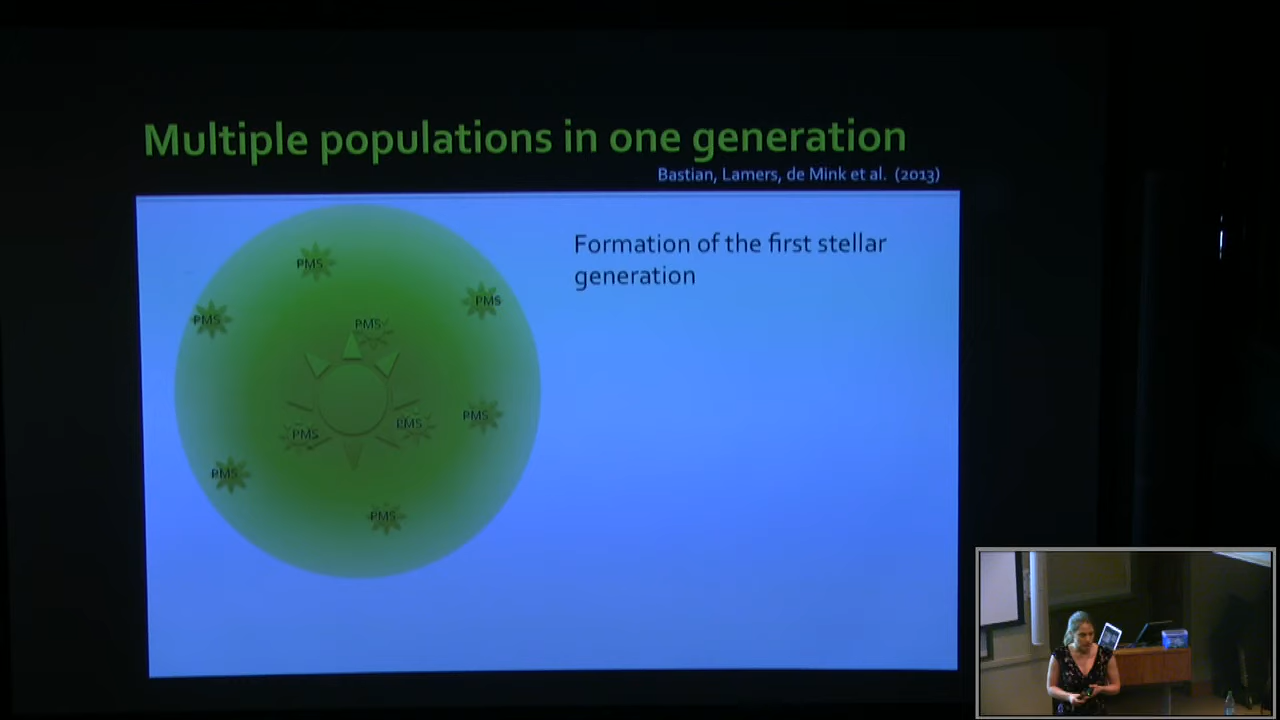 Multiple populations in one generation
Bastian, Lamers, de Mink et al. (2013)
Formation of the first stellar
generation
PMS
PMS
PMS
PMS
PMS
PMS
PMS
PMS
PMS